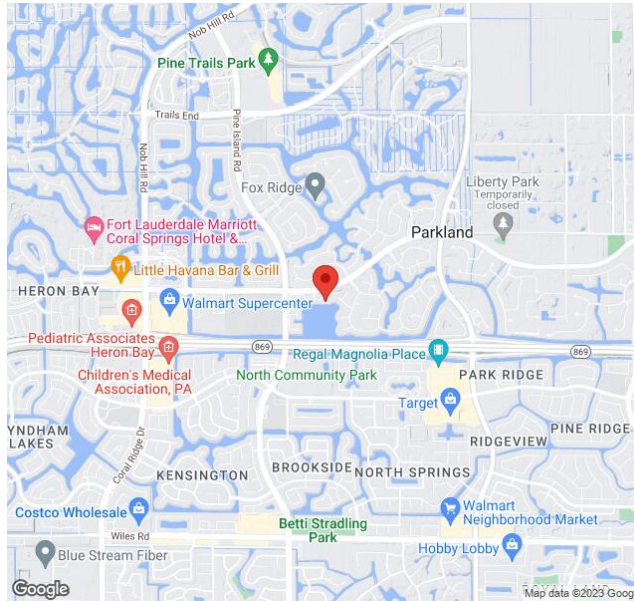 Nob Hill Rd
Pine Trails Park
Pine Island Rd
Trails End
Nob Hill Rd
Fox Ridge
Liberty Park
Temporarily
closed
Parkland
Fort Lauderdale Marriott
Coral Springs Hotel &...
Little Havana Bar & Grill
HERON BAY
Walmart Supercenter
Pediatric Associates
Heron Bay
869
869
Children's Medical
Association, PA
Regal Magnolia Place
North Community Park
PARK RIDGE
Target
Coral Ridge Dr
YNDHAM
LAKES
PINE RIDGE
RIDGEVIEW
KENSINGTON
BROOKSIDE
NORTH SPRINGS
Costco Wholesale
Walmart
Neighborhood Market
Betti Stradling
Park
Wiles Rd
Hobby Lobby
Blue Stream Fiber
Google
Map data ©2023 Goog